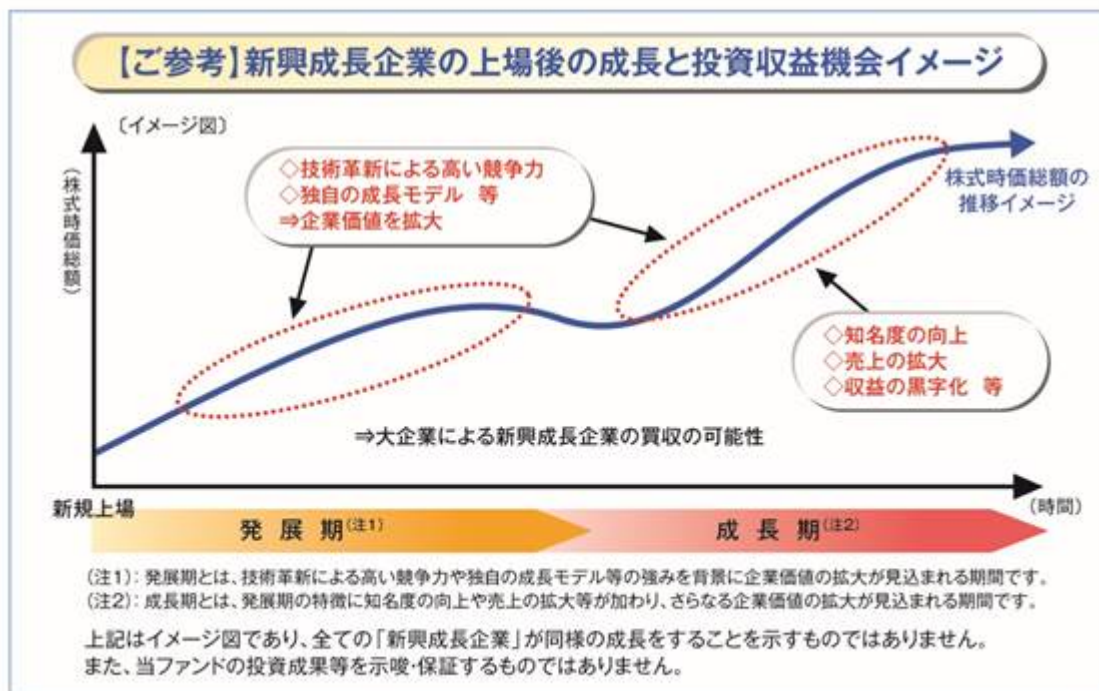 【ご参考】新興成長企業の上場後の成長と投資収益機会イメージ
〔イメージ図〕
（株式時価総額）
◇技術革新による高い競争力
◇独自の成長モデル 等
⇒企業価値を拡大
株式時価総額の
推移イメージ
◇知名度の向上
◇売上の拡大
◇収益の黒字化 等
⇒大企業による新興成長企業の買収の可能性
新規上場
（時間）
発展期(注1)
成長期(注2)
（注1）：発展期とは、技術革新による高い競争力や独自の成長モデル等の強みを背景に企業価値の拡大が見込まれる期間です。
（注2）：成長期とは、発展期の特徴に知名度の向上や売上の拡大等が加わり、さらなる企業価値の拡大が見込まれる期間です。
上記はイメージ図であり、全ての「新興成長企業」が同様の成長をすることを示すものではありません。
また、当ファンドの投資成果等を示唆・保証するものではありません。